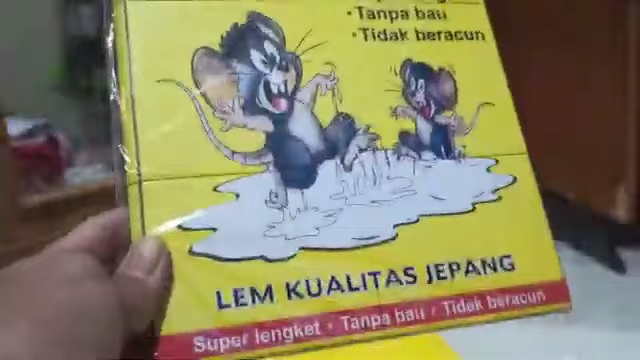 •Tanpa bau
•Tidak beracun
LEM KUALITAS JEPANG
Super lengket • Tanpa bau • Tidak beracun